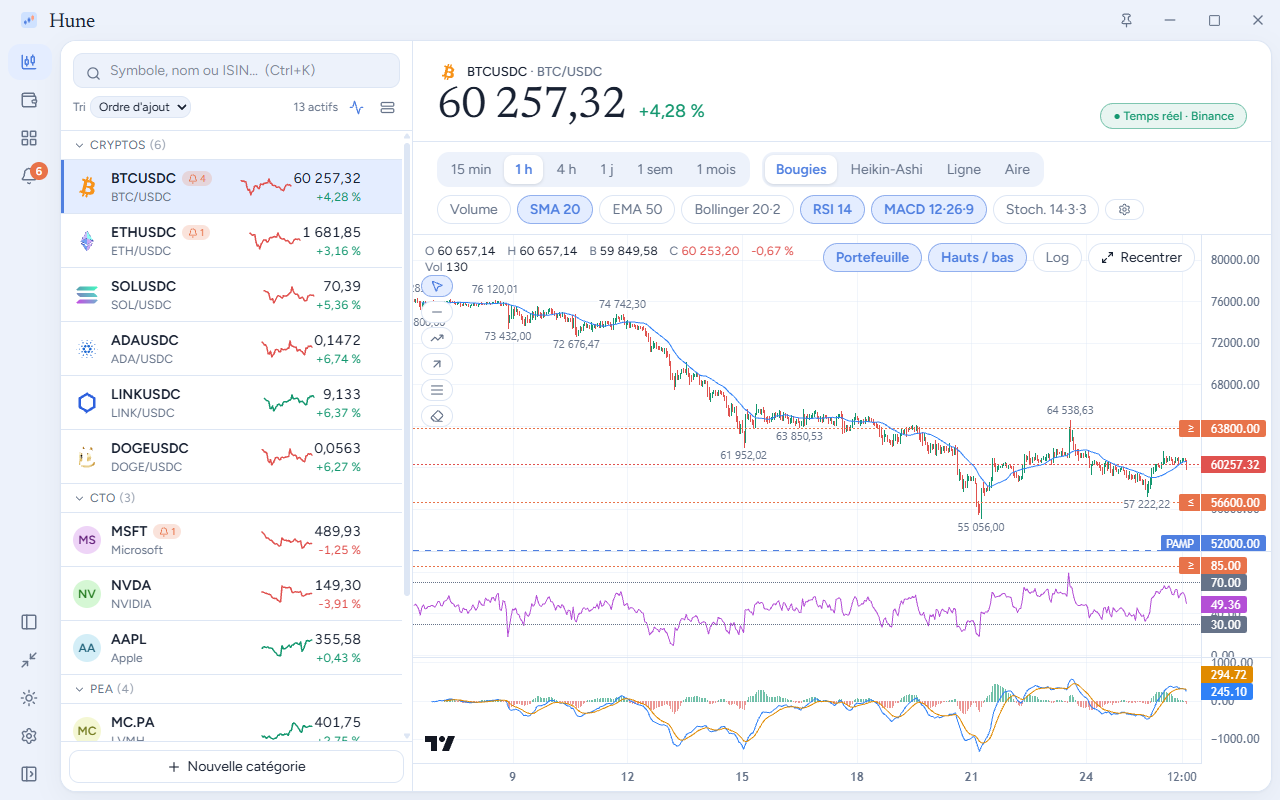 Hune
Symbole, nom ou ISIN... (Ctrl+K)
Tri Ordre d'ajout 13 actifs
6
CRYPTOS (6)
BTCUSDC 4 60 257,32
BTC/USDC +4,28 %
ETHUSDC 1 1 681,85
ETH/USDC +3,16 %
SOLUSDC 70,39
SOL/USDC +5,36 %
ADAUSDC 0,1472
ADA/USDC +6,74 %
LINKUSDC 9,133
LINK/USDC +6,37 %
DOGEUSDC 0,0563
DOGE/USDC +6,27 %
CTO (3)
MS MSFT 1 489,93
Microsoft -1,25 %
NV NVDA 149,30
NVIDIA -3,91 %
AA AAPL 355,58
Apple +0,43 %
PEA (4)
MC MC.PA 401,75
LVMH +2,75 %
+ Nouvelle catégorie
BTCUSDC · BTC/USDC
60 257,32 +4,28 %
● Temps réel · Binance
15 min 1 h 4 h 1 j 1 sem 1 mois Bougies Heikin-Ashi Ligne Aire
Volume SMA 20 EMA 50 Bollinger 20·2 RSI 14 MACD 12·26·9 Stoch. 14·3·3
O 60 657,14 H 60 657,14 B 59 849,58 C 60 253,20 -0,67 %
Vol 130
Portefeuille Hauts / bas Log Recentrer
80000.00
76 120,01
74 742,30
76000.00
73 432,00
72 676,47
72000.00
68000.00
64 538,63
63 850,53
≥ 63800.00
61 952,02
60257.32
57 222,22
≤ 56600.00
55 056,00
PAMP 52000.00
≥ 85.00
70.00
49.36
30.00
0.00
1000.00
294.72
245.10
0.00
−1000.00
9 12 15 18 21 24 12:00